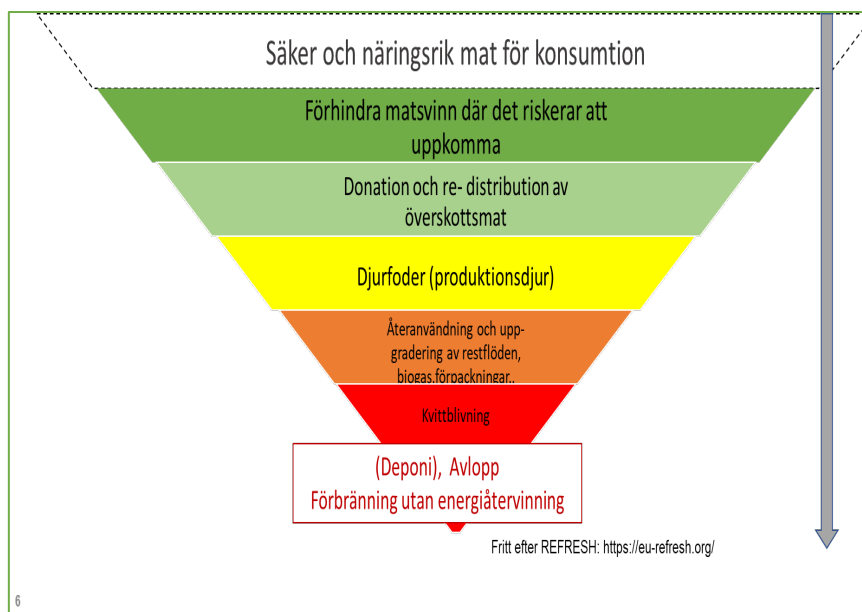 Säker och näringsrik mat för konsumtion
Förhindra matsvinn där det riskerar att
uppkomma
Donation och re- distribution av
överskottsmat
Djurfoder (produktionsdjur)
Återanvändning och upp-
gradering av restflöden,
biogas,förpackningar..
Kvittblivning
(Deponi), Avlopp
Förbränning utan energiåtervinning
Fritt efter REFRESH: https://eu-refresh.org/
6